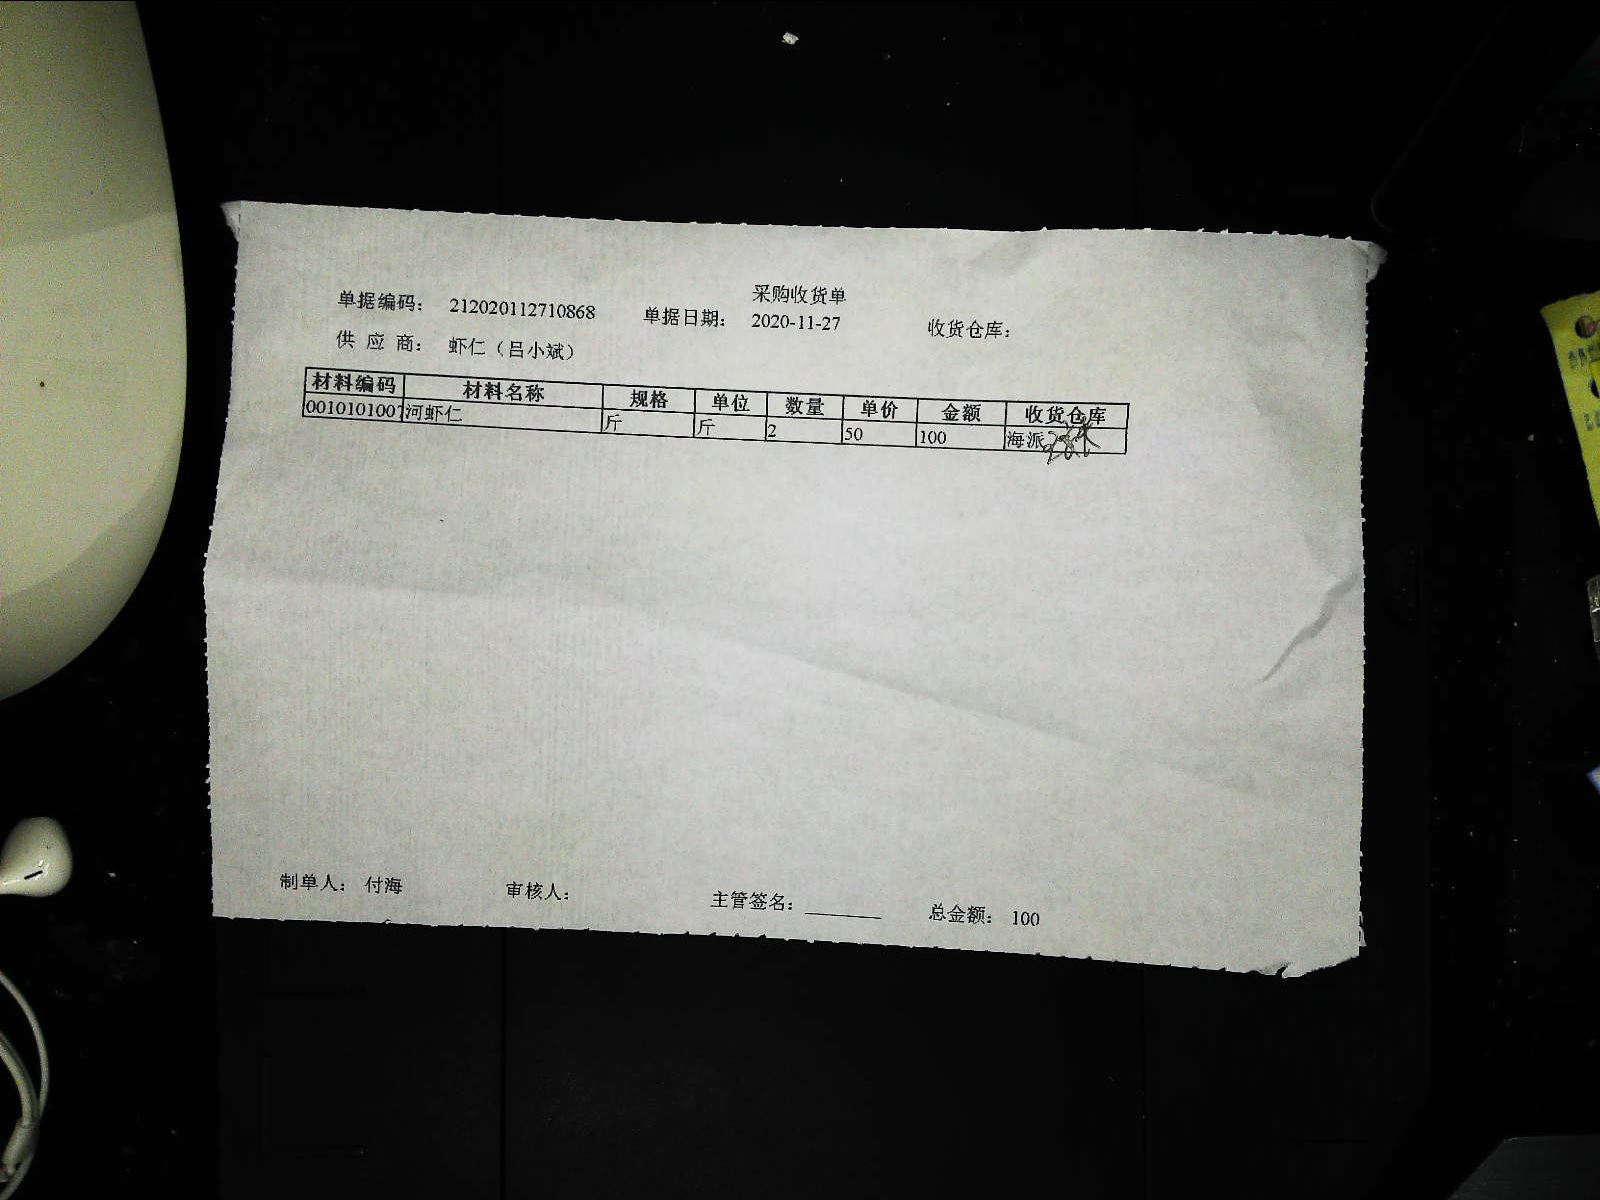 采购收货单
单据编码： 212020112710868 单据日期： 2020-11-27 收货仓库：
供 应 商： 虾仁（吕小斌）
材料编码 材料名称 规格 单位 数量 单价 金额 收货仓库
0010101007 河虾仁 斤 斤 2 50 100 海派
制单人： 付海 审核人： 主管签名： 总金额： 100